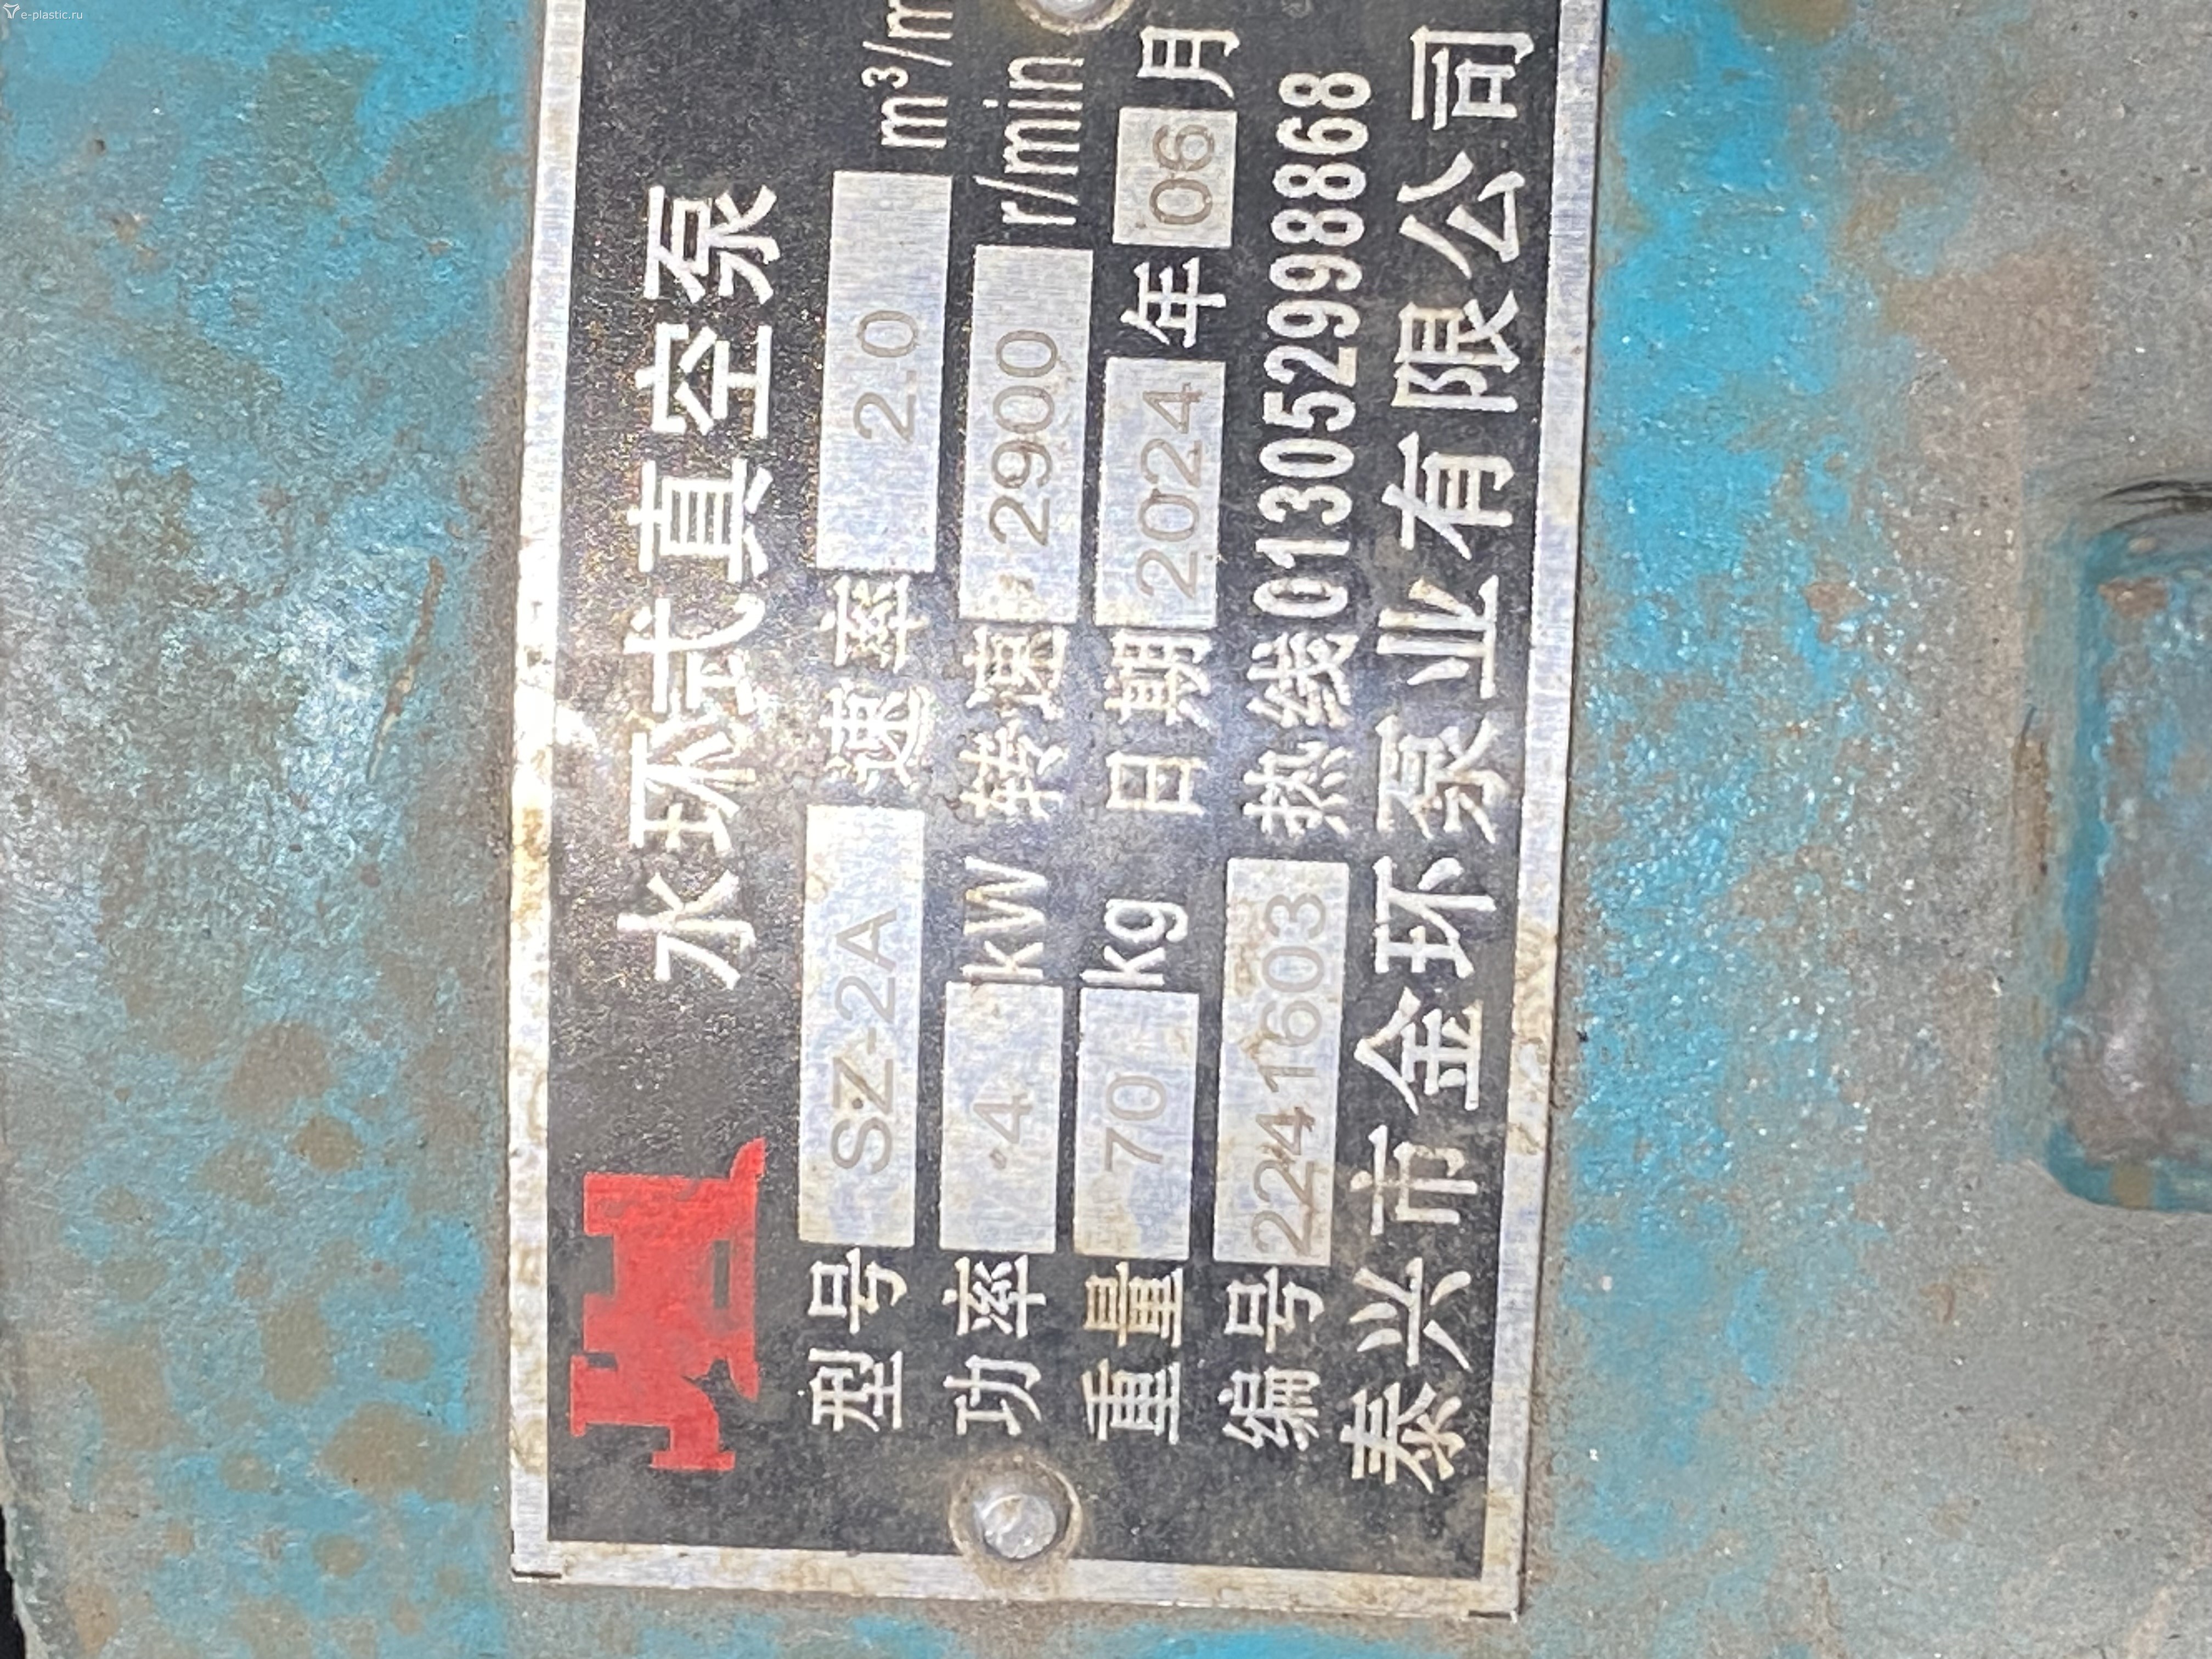 e-plastic.ru
水环式真空泵
型号 SZ-2A 速率 2.0 m³/m
功率 4 kW 转速 2900 r/min
重量 70 kg 日期 2024 年 06 月
编号 2241603 热线 013052998868
泰兴市金环泵业有限公司